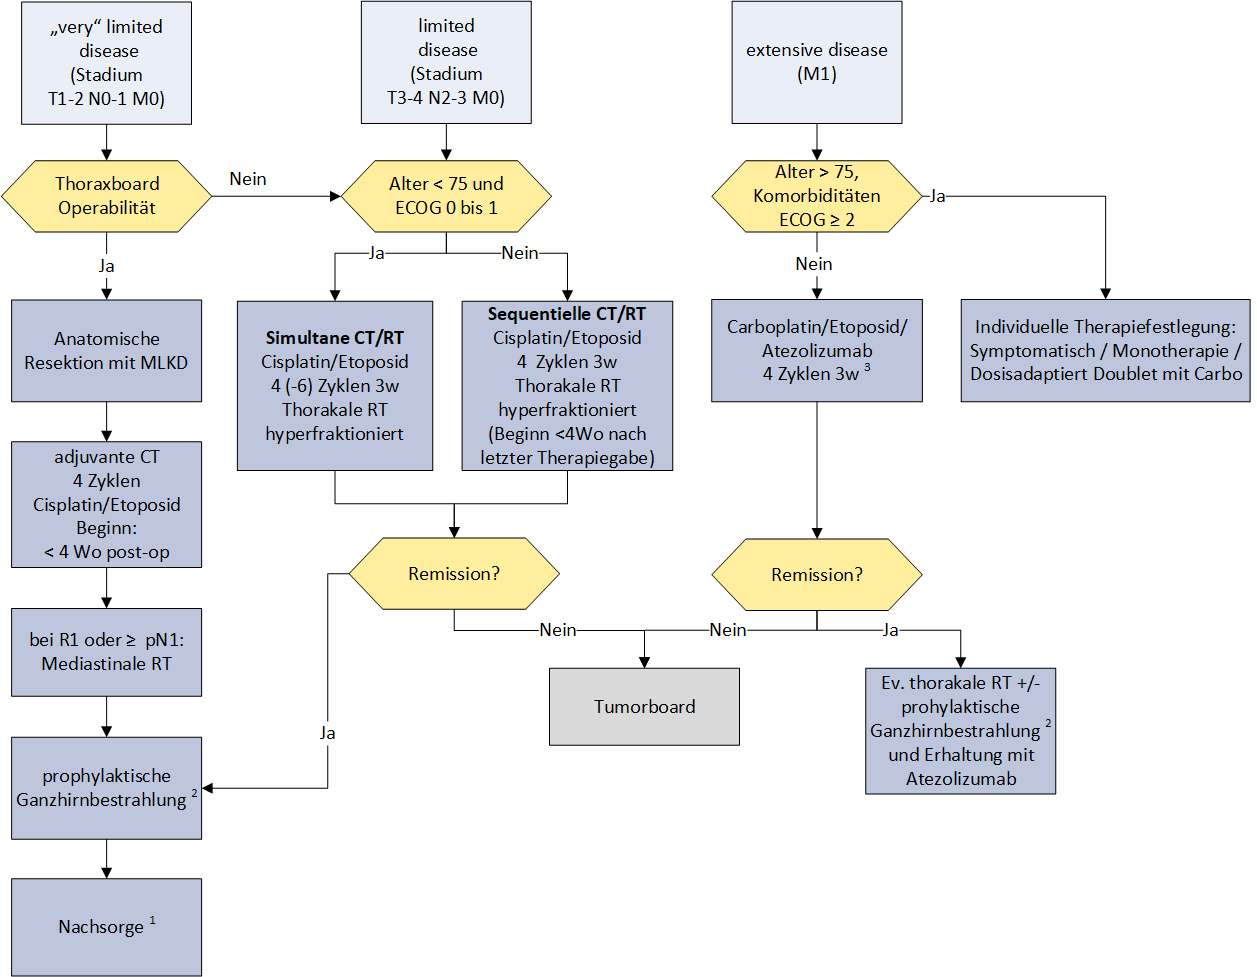 „very“ limited
disease
(Stadium
T1-2 N0-1 M0)
limited
disease
(Stadium
T3-4 N2-3 M0)
extensive disease
(M1)
Thoraxboard
Operabilität
Nein
Alter < 75 und
ECOG 0 bis 1
Alter > 75,
Komorbiditäten
ECOG ≥ 2
Ja
Ja
Ja
Nein
Nein
Anatomische
Resektion mit MLKD
Simultane CT/RT
Cisplatin/Etoposid
4 (-6) Zyklen 3w
Thorakale RT
hyperfraktioniert
Sequentielle CT/RT
Cisplatin/Etoposid
4  Zyklen 3w
Thorakale RT
hyperfraktioniert
(Beginn <4Wo nach
letzter Therapiegabe)
Carboplatin/Etoposid/
Atezolizumab
4 Zyklen 3w ³
Individuelle Therapiefestlegung:
Symptomatisch / Monotherapie /
Dosisadaptiert Doublet mit Carbo
adjuvante CT
4 Zyklen
Cisplatin/Etoposid
Beginn:
< 4 Wo post-op
Remission?
Remission?
bei R1 oder ≥  pN1:
Mediastinale RT
Nein
Nein
Ja
Ja
Tumorboard
Ev. thorakale RT +/-
prohylaktische
Ganzhirnbestrahlung ²
und Erhaltung mit
Atezolizumab
prophylaktische
Ganzhirnbestrahlung ²
Nachsorge ¹